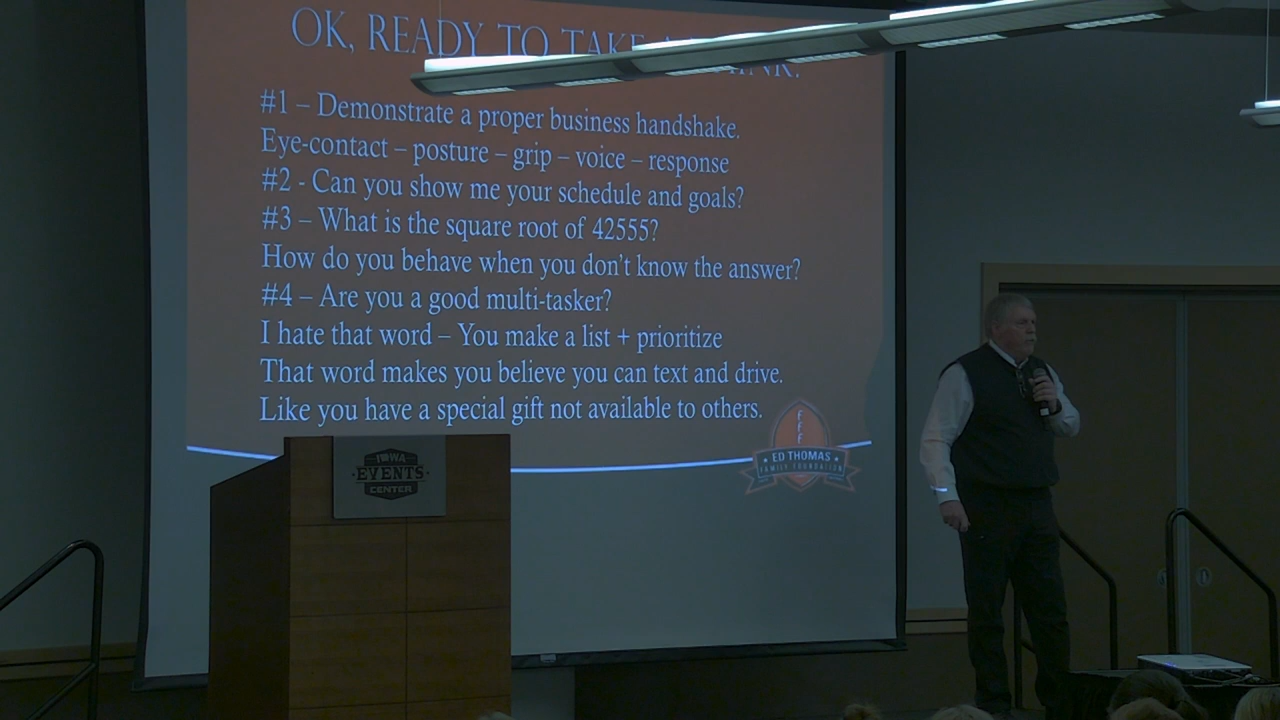 OK, READY TO TAKE
#1 – Demonstrate a proper business handshake.
Eye-contact – posture – grip – voice – response
#2 - Can you show me your schedule and goals?
#3 – What is the square root of 42555?
How do you behave when you don't know the answer?
#4 – Are you a good multi-tasker?
I hate that word – You make a list + prioritize
That word makes you believe you can text and drive.
Like you have a special gift not available to others.
F
F
F
ED THOMAS
FAMILY FOUNDATION
IOWA
EVENTS
CENTER